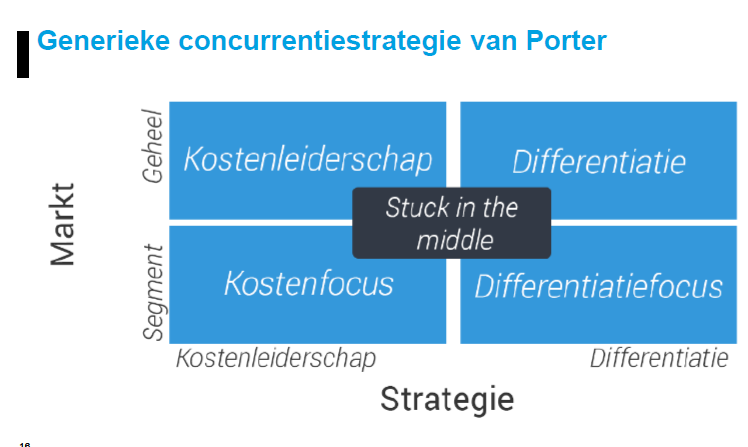 Generieke concurrentiestrategie van Porter
Markt
Geheel
Kostenleiderschap
Differentiatie
Stuck in the
middle
Segment
Kostenfocus
Differentiatiefocus
Kostenleiderschap
Differentiatie
Strategie
16